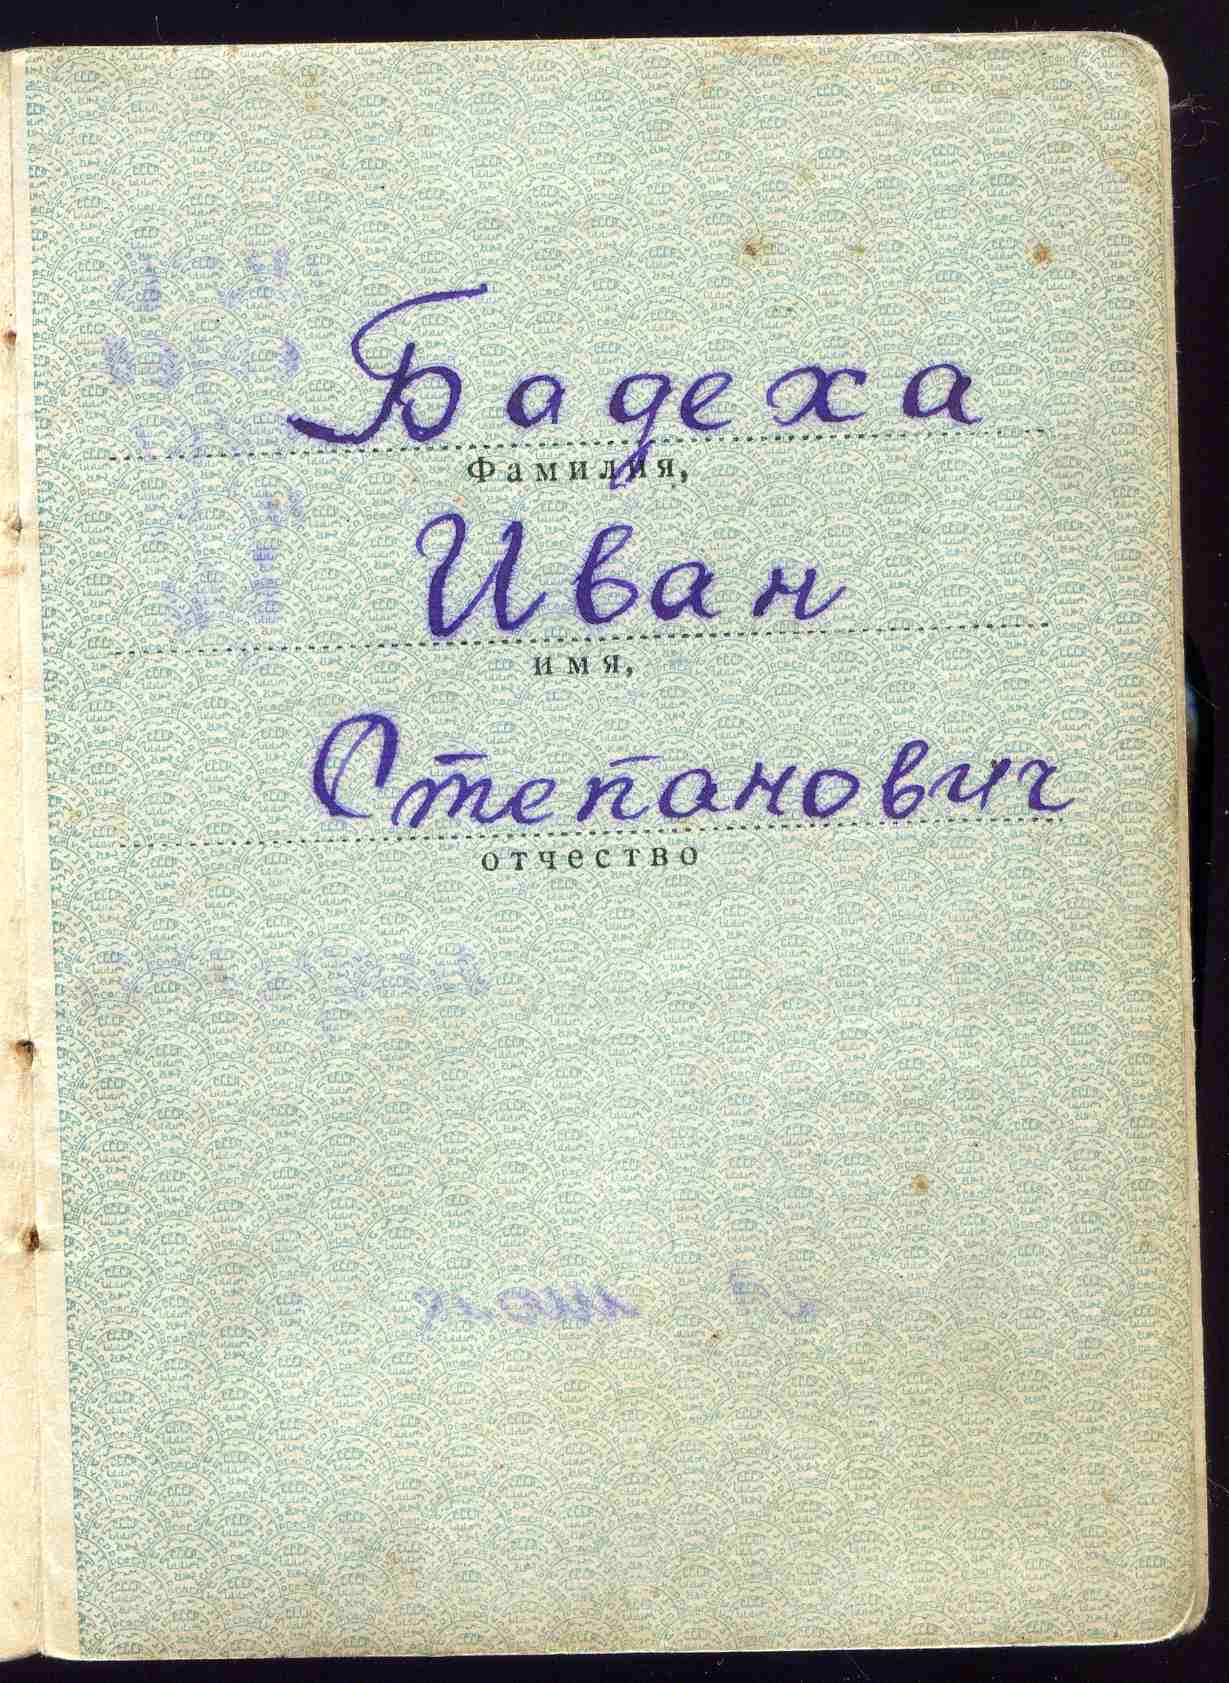 Бадеха
Фамилия,
Иван
имя,
Степанович
отчество